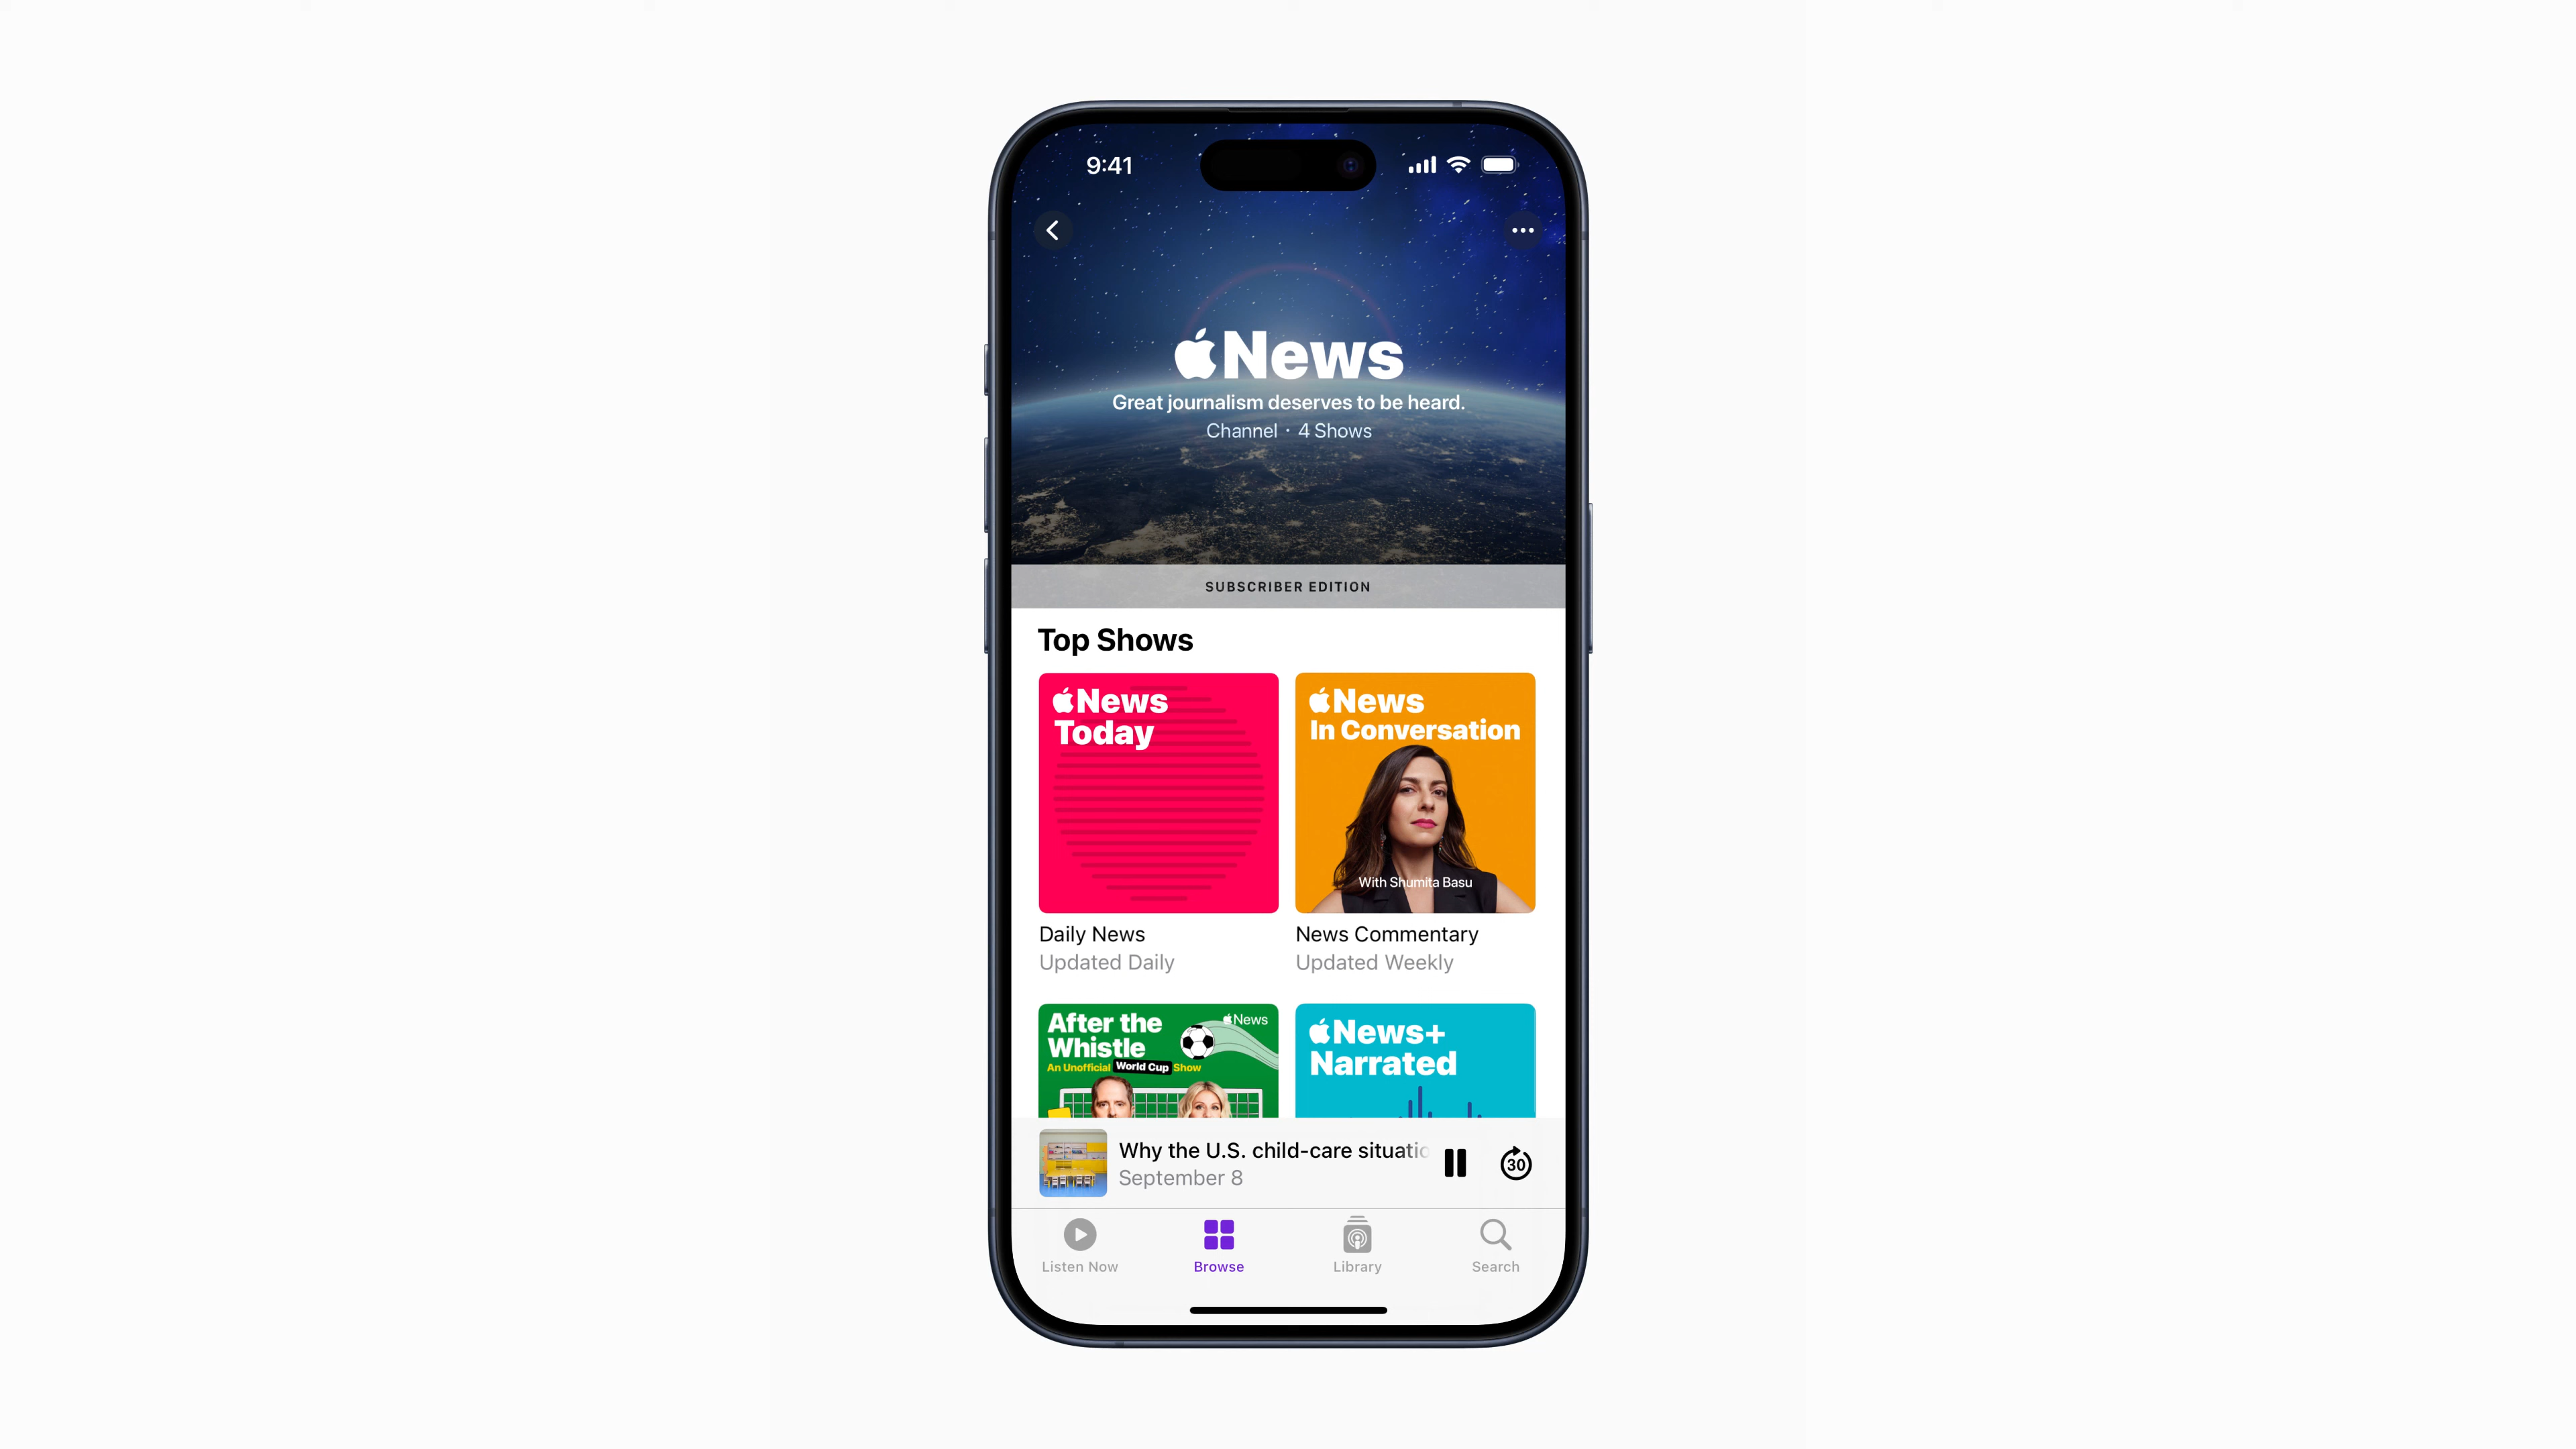 9:41
News
Great journalism deserves to be heard.
Channel · 4 Shows
SUBSCRIBER EDITION
Top Shows
News
Today
Daily News
Updated Daily
News
In Conversation
With Shumita Basu
News Commentary
Updated Weekly
After the
Whistle
News
An Unofficial World Cup Show
News+
Narrated
Why the U.S. child-care situatio
September 8
30
Listen Now
Browse
Library
Search